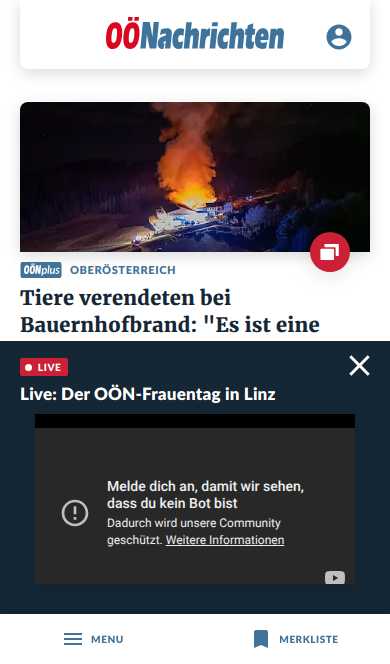 OÖNachrichten
OÖNplus OBERÖSTERREICH
Tiere verendeten bei
Bauernhofbrand: "Es ist eine
LIVE
Live: Der OÖN-Frauentag in Linz
Melde dich an, damit wir sehen,
dass du kein Bot bist
Dadurch wird unsere Community
geschützt. Weitere Informationen
MENU
MERKLISTE